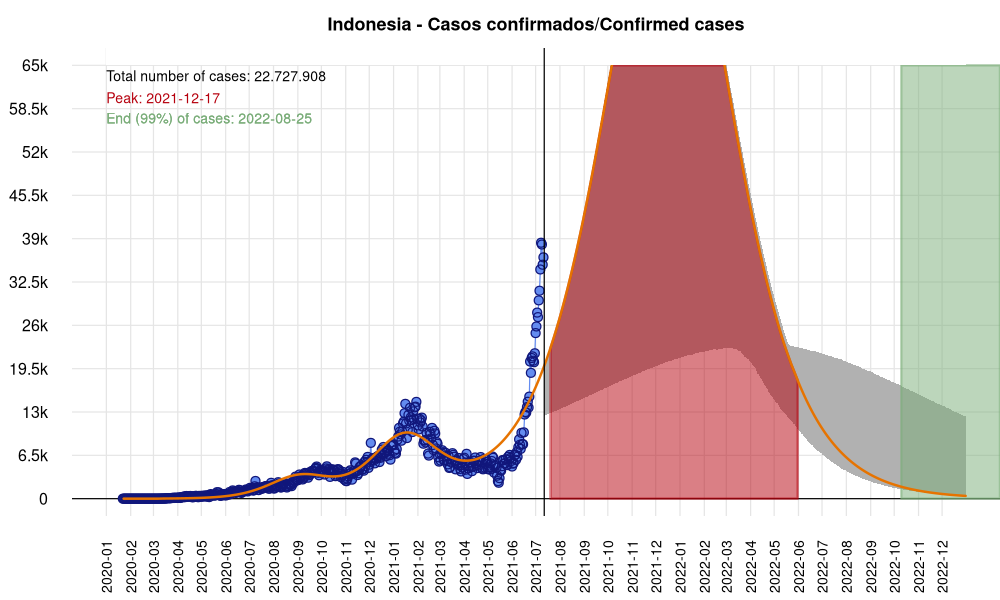 Indonesia - Casos confirmados/Confirmed cases
65k
Total number of cases: 22.727.908
Peak: 2021-12-17
End (99%) of cases: 2022-08-25
58.5k
52k
45.5k
39k
32.5k
26k
19.5k
13k
6.5k
0
2020-01
2020-02
2020-03
2020-04
2020-05
2020-06
2020-07
2020-08
2020-09
2020-10
2020-11
2020-12
2021-01
2021-02
2021-03
2021-04
2021-05
2021-06
2021-07
2021-08
2021-09
2021-10
2021-11
2021-12
2022-01
2022-02
2022-03
2022-04
2022-05
2022-06
2022-07
2022-08
2022-09
2022-10
2022-11
2022-12